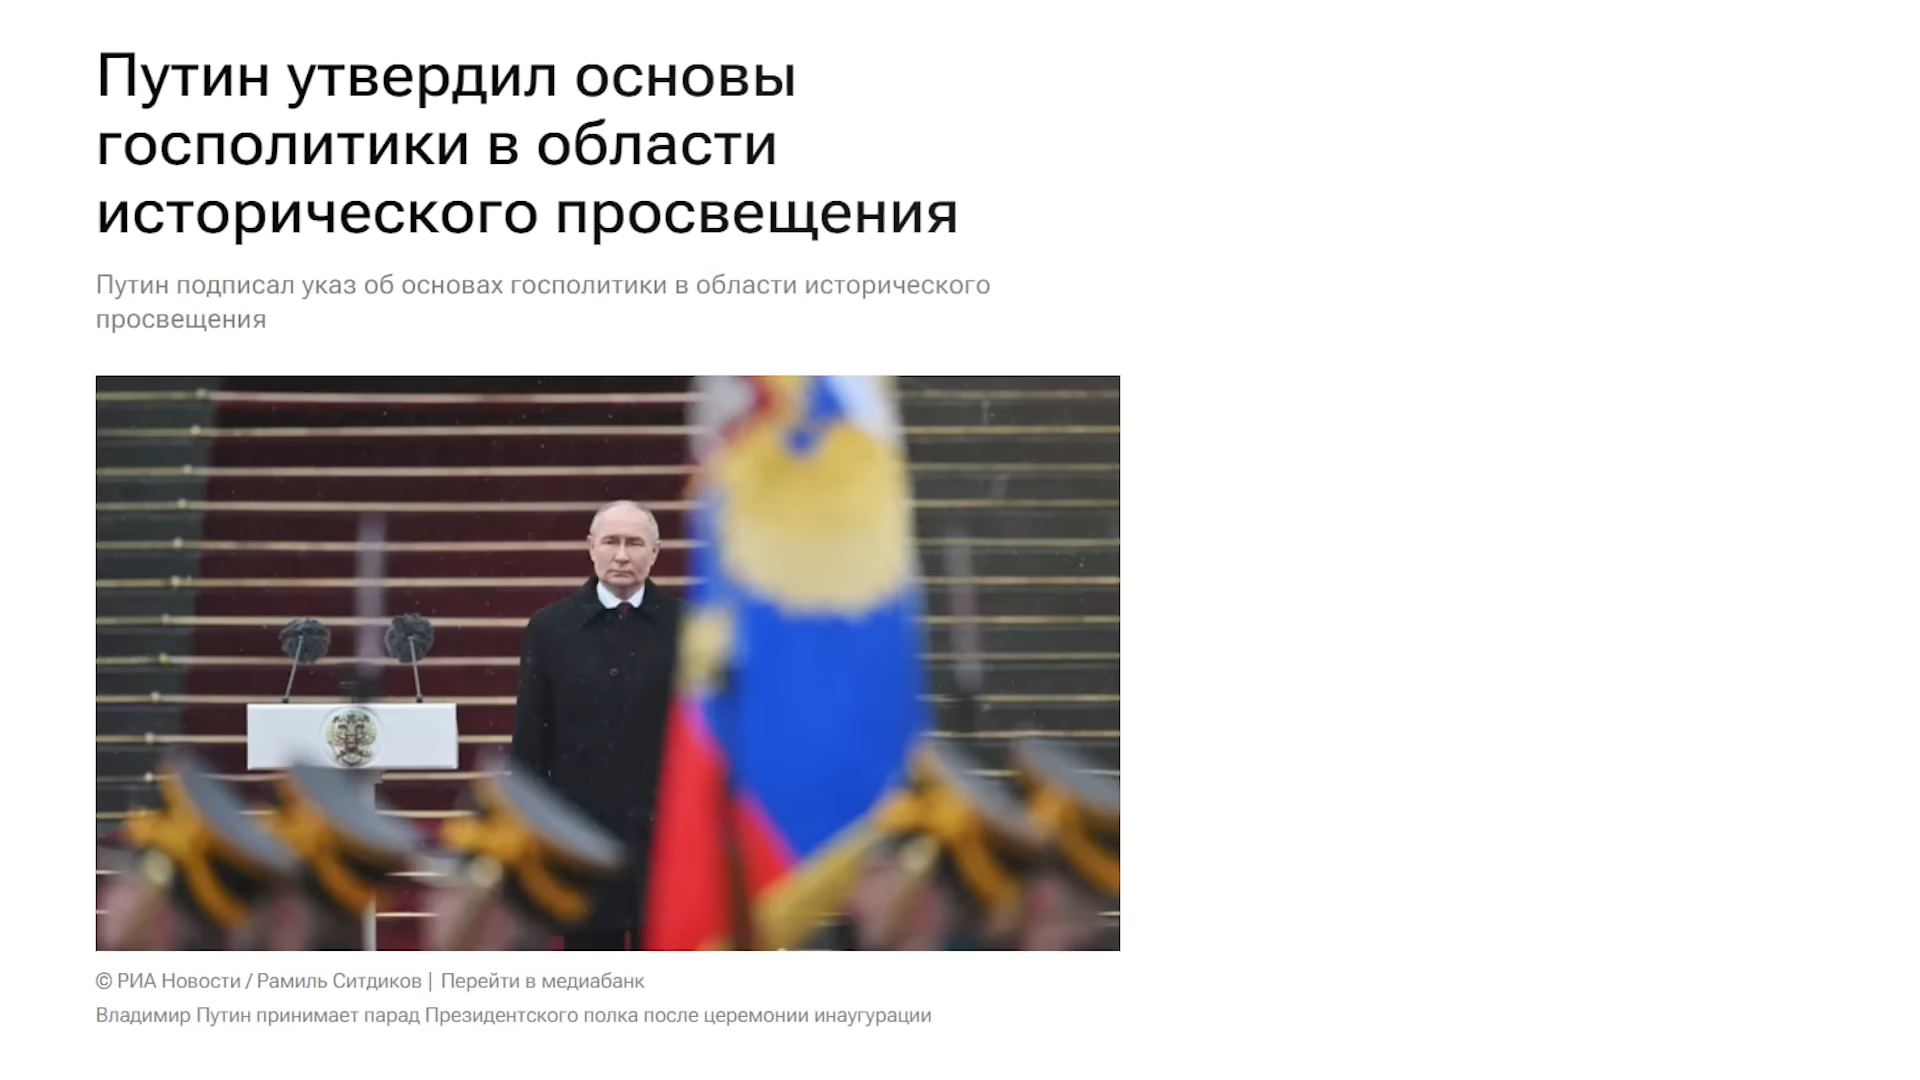 Путин утвердил основы
госполитики в области
исторического просвещения
Путин подписал указ об основах госполитики в области исторического
просвещения
© РИА Новости / Рамиль Ситдиков | Перейти в медиабанк
Владимир Путин принимает парад Президентского полка после церемонии инаугурации